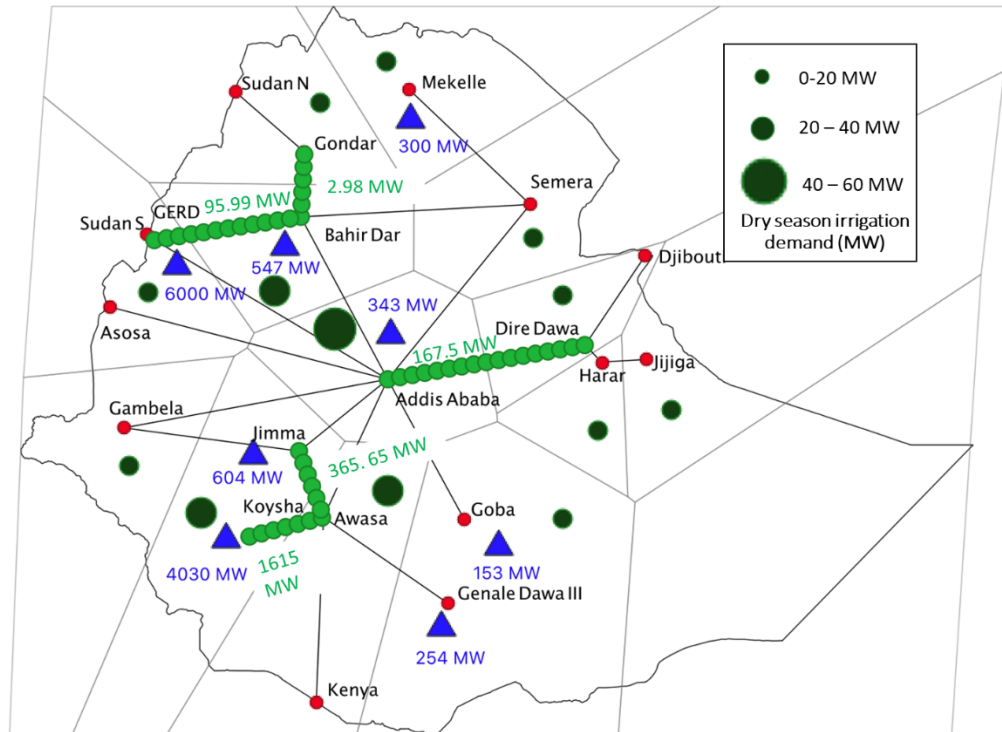 Sudan N
Mekelle
300 MW
Gondar
2.98 MW
Semera
95.99 MW
Sudan S
GERD
Bahir Dar
547 MW
6000 MW
343 MW
Djibouti
Asosa
Dire Dawa
167.5 MW
Harar
Jijiga
Addis Ababa
Gambela
Jimma
604 MW
365. 65 MW
Koysha
Awasa
Goba
4030 MW
1615
MW
153 MW
Genale Dawa III
254 MW
Kenya
0-20 MW
20 – 40 MW
40 – 60 MW
Dry season irrigation
demand (MW)